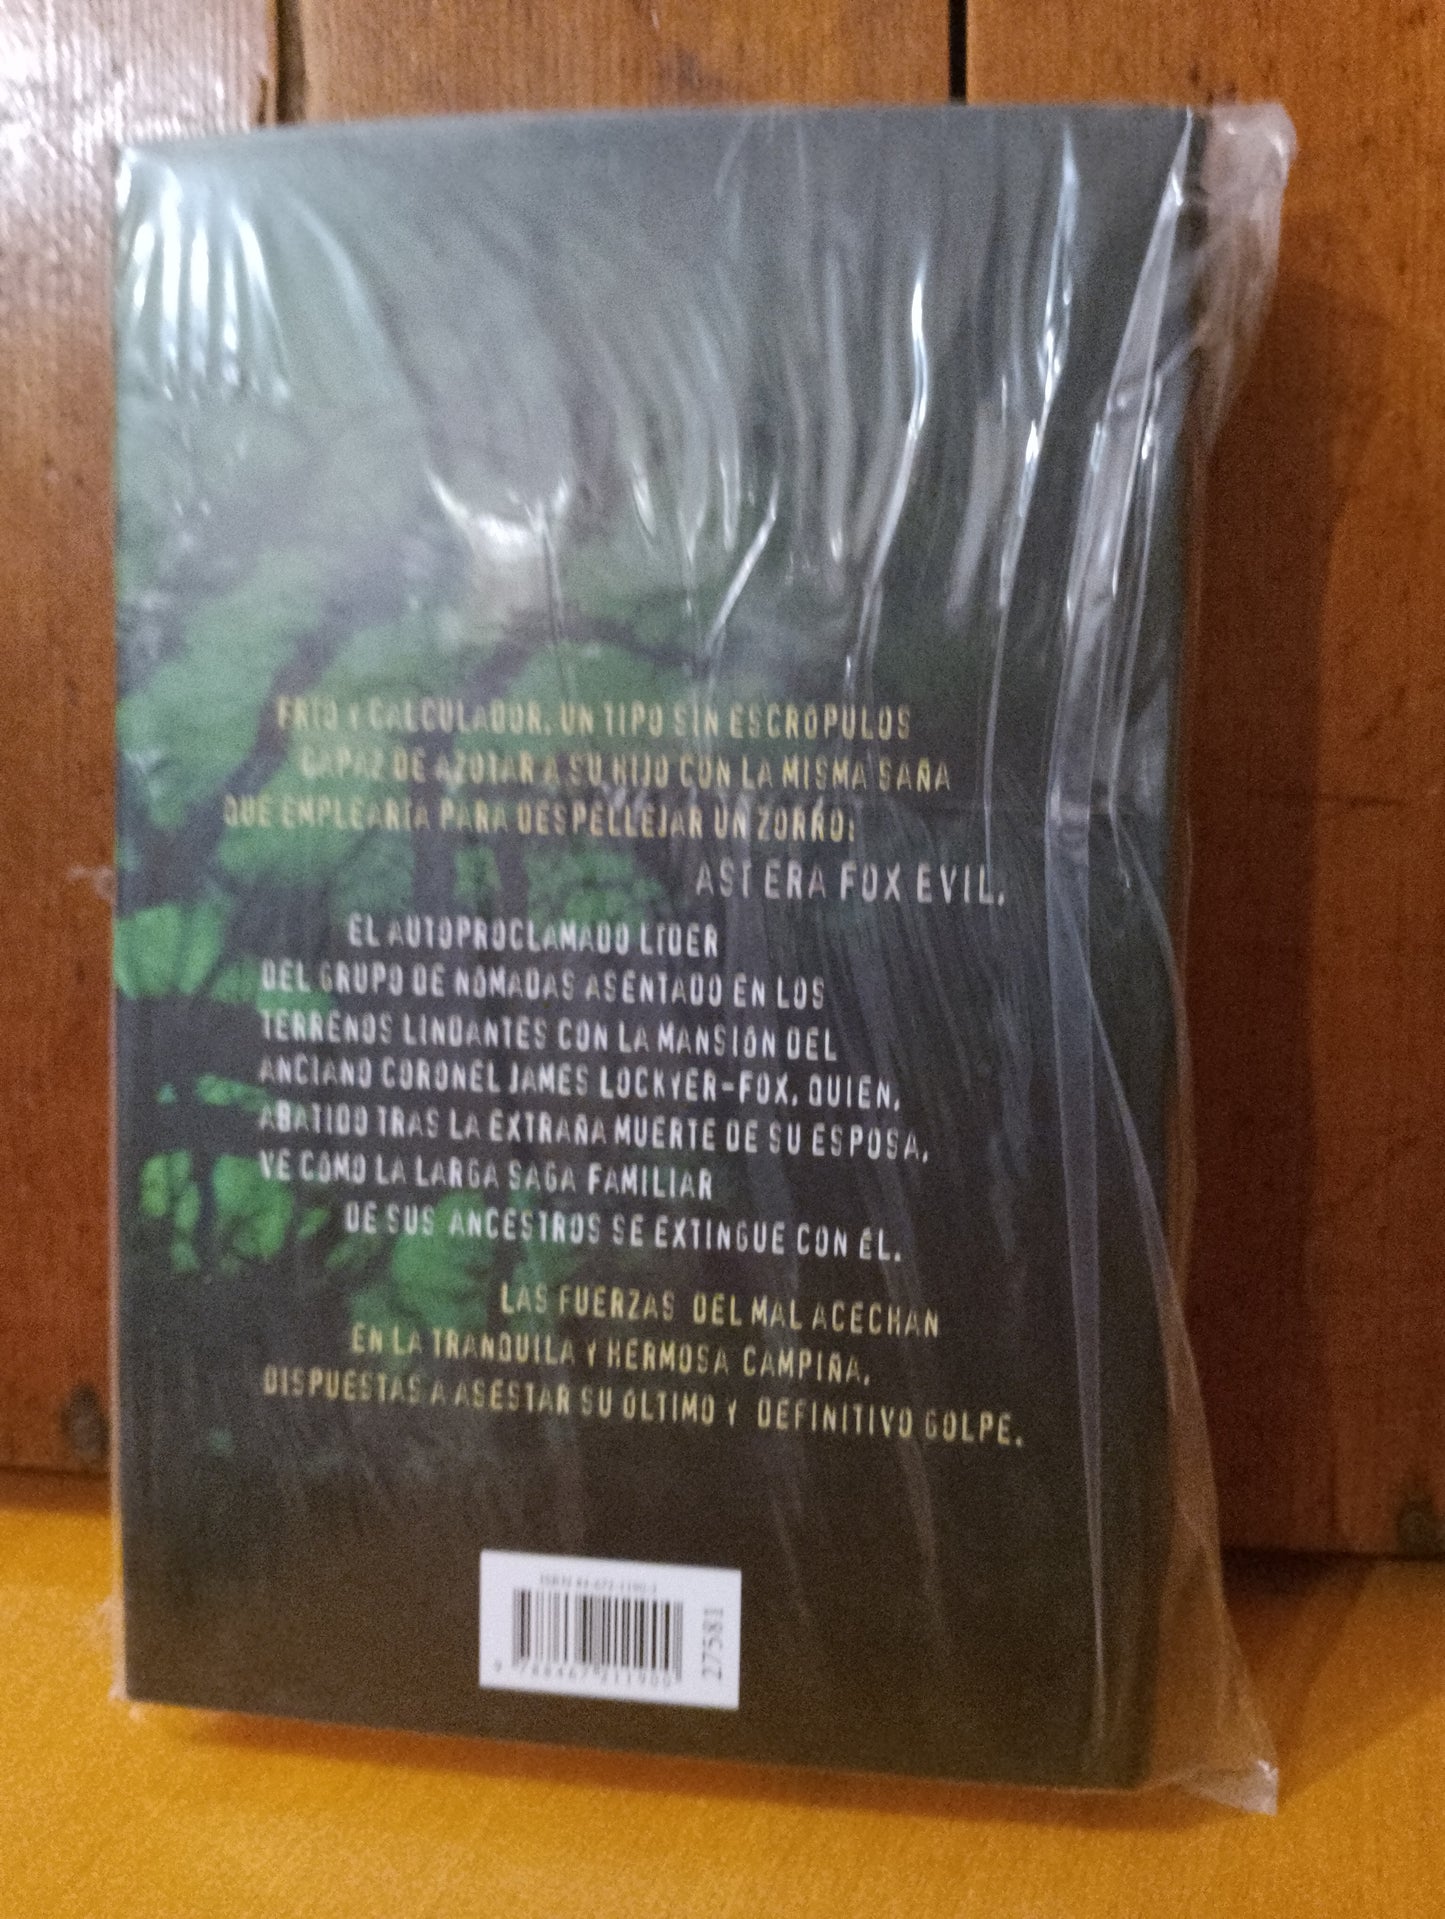 FRÍO Y CALCULADOR, UN TIPO SIN ESCRÚPULOS
CAPAZ DE AZOTAR A SU HIJO CON LA MISMA SAÑA
QUE EMPLEARÍA PARA DESPELLEJAR UN ZORRO:
ASÍ ERA FOX EVIL,
EL AUTOPROCLAMADO LÍDER
DEL GRUPO DE NÓMADAS ASENTADO EN LOS
TERRENOS LINDANTES CON LA MANSIÓN DEL
ANCIANO CORONEL JAMES LOCKYER-FOX, QUIEN,
ABATIDO TRAS LA EXTRAÑA MUERTE DE SU ESPOSA,
VE CÓMO LA LARGA SAGA FAMILIAR
DE SUS ANCESTROS SE EXTINGUE CON ÉL.
LAS FUERZAS DEL MAL ACECHAN
EN LA TRANQUILA Y HERMOSA CAMPIÑA,
DISPUESTAS A ASESTAR SU ÚLTIMO Y DEFINITIVO GOLPE.
9 788467 211900
27581